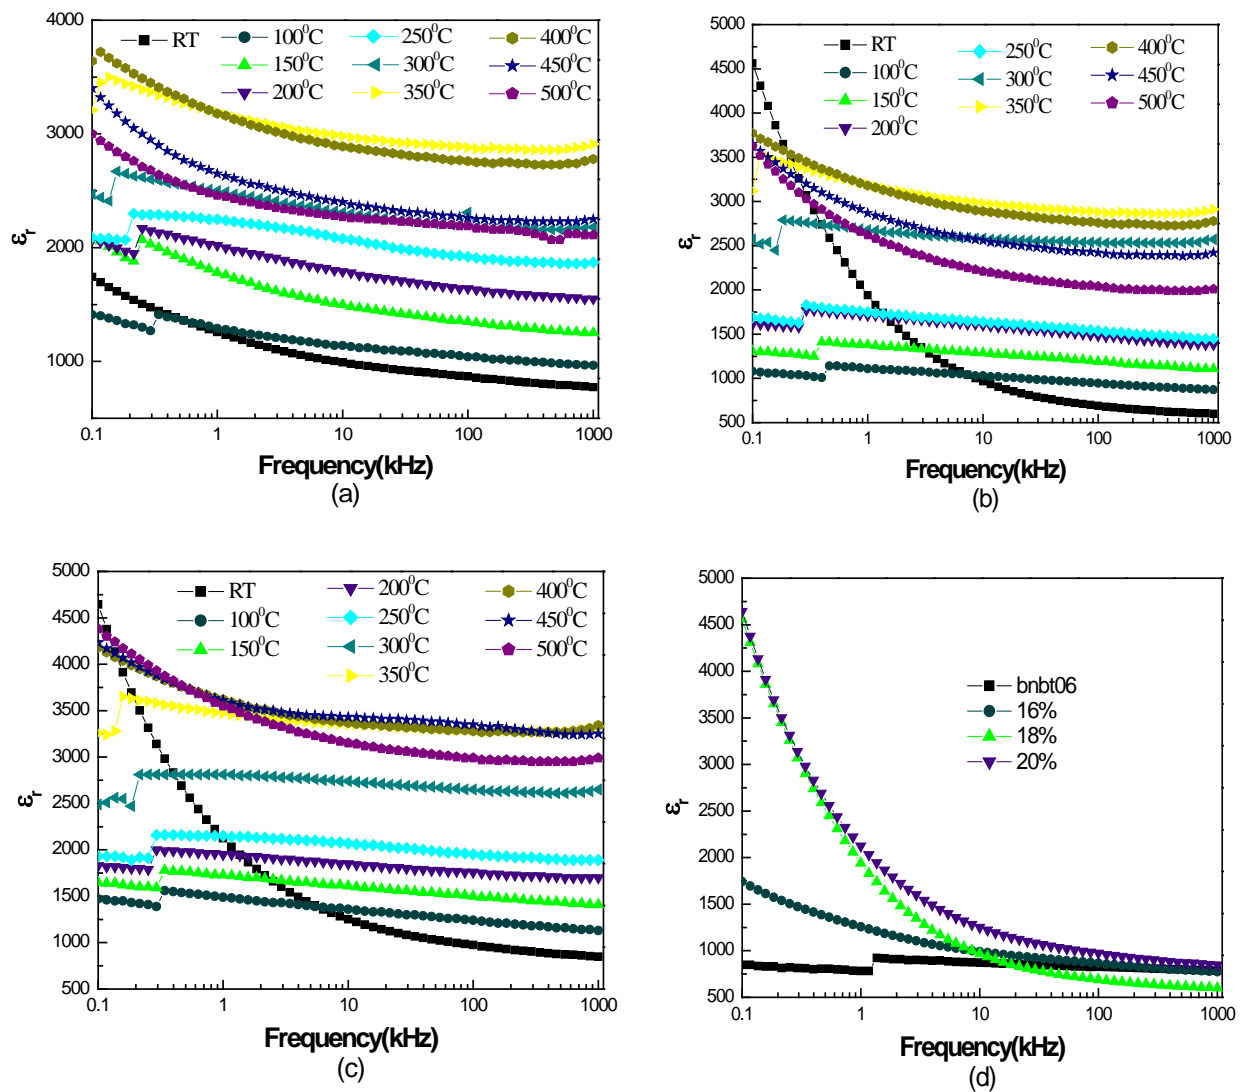 4000
3000
2000
1000
εr
RT
100⁰C
150⁰C
200⁰C
250⁰C
300⁰C
350⁰C
400⁰C
450⁰C
500⁰C
0.1 1 10 100 1000
Frequency(kHz)
(a)
5000
4500
4000
3500
3000
2500
2000
1500
1000
500
εr
RT
100⁰C
150⁰C
200⁰C
250⁰C
300⁰C
350⁰C
400⁰C
450⁰C
500⁰C
0.1 1 10 100 1000
Frequency(kHz)
(b)
5000
4500
4000
3500
3000
2500
2000
1500
1000
500
εr
RT
100⁰C
150⁰C
200⁰C
250⁰C
300⁰C
350⁰C
400⁰C
450⁰C
500⁰C
0.1 1 10 100 1000
Frequency(kHz)
(c)
5000
4500
4000
3500
3000
2500
2000
1500
1000
500
εr
bnbt06
16%
18%
20%
0.1 1 10 100 1000
Frequency(kHz)
(d)